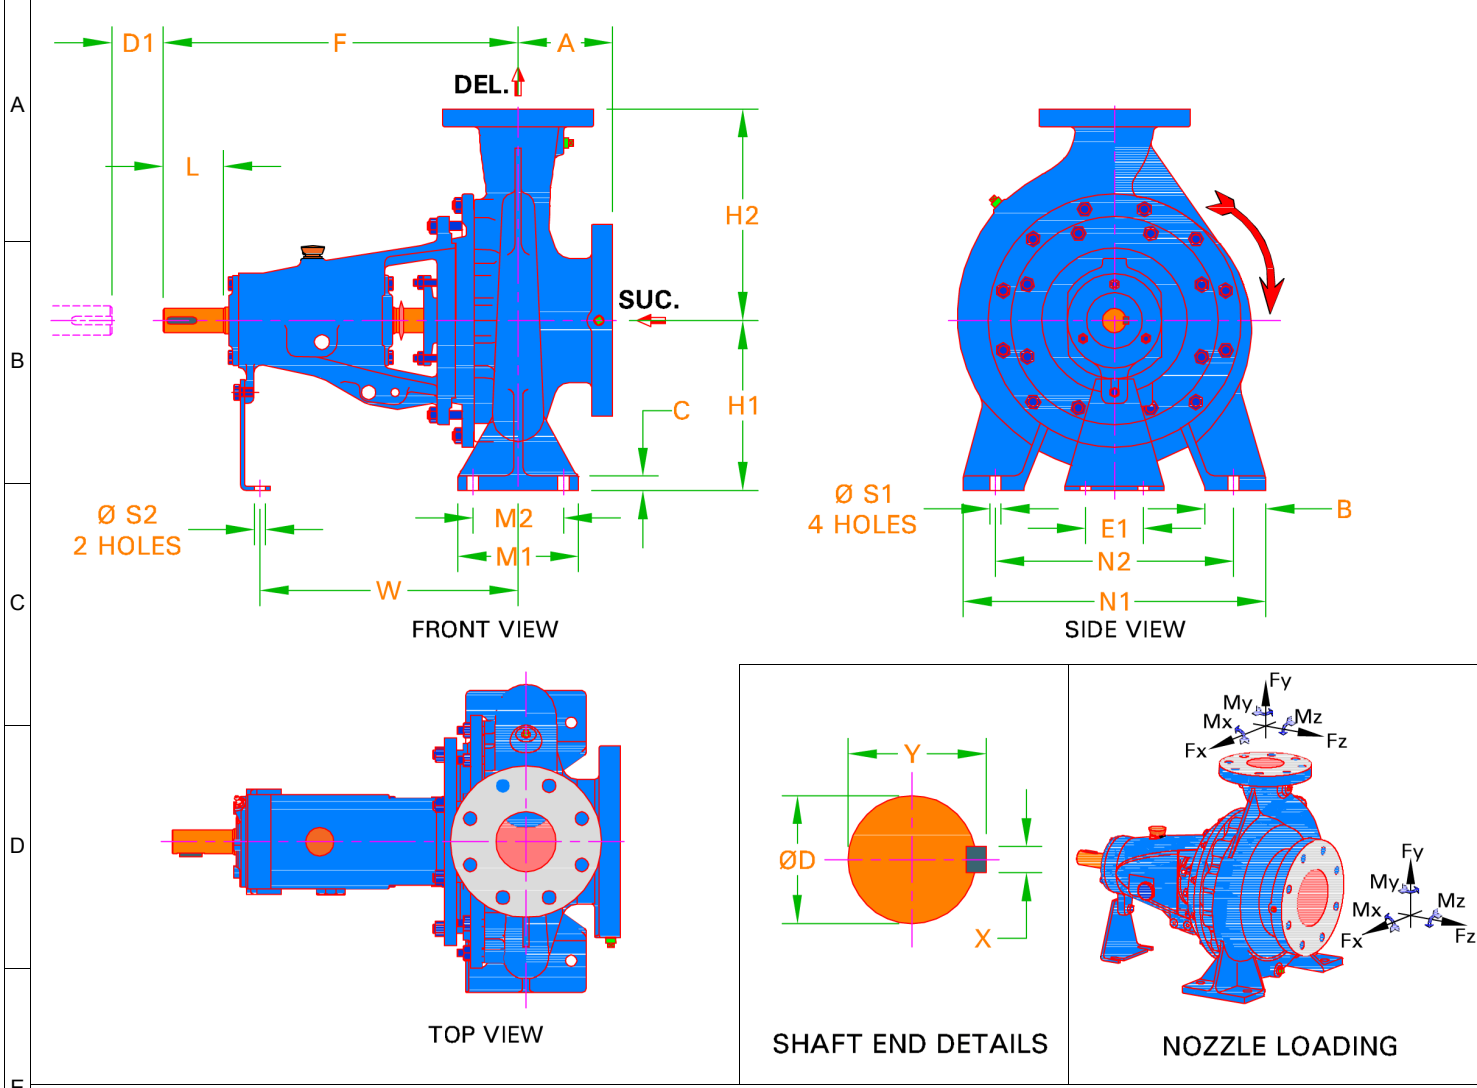 D1 F A
A
DEL.
L
H2
SUC.
B
C
H1
Ø S2
2 HOLES
M2
M1
W
FRONT VIEW
Ø S1
4 HOLES
B
E1
N2
N1
SIDE VIEW
C
TOP VIEW
D
Y
ØD
X
SHAFT END DETAILS
Fy
My
Mx
Mz
Fx
Fz
Fy
My
Mz
Mx
Fx
Fz
NOZZLE LOADING
E